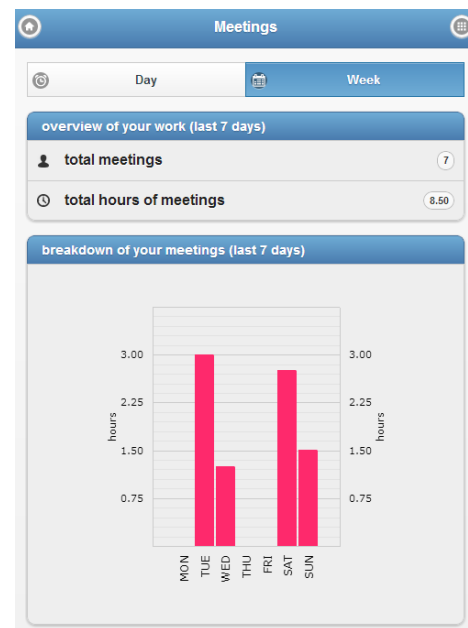 Meetings
Day Week
overview of your work (last 7 days)
total meetings 7
total hours of meetings 8.50
breakdown of your meetings (last 7 days)
3.00 3.00
2.25 2.25
hours hours
1.50 1.50
0.75 0.75
MON TUE WED THU FRI SAT SUN